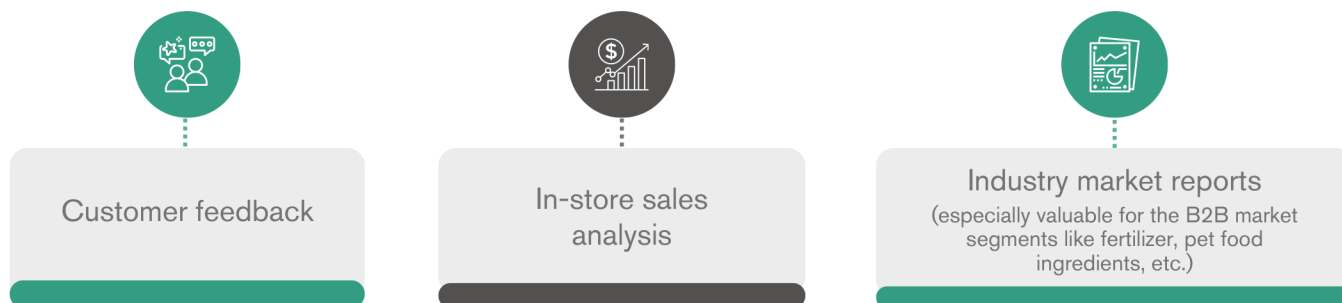 Customer feedback
In-store sales
analysis
Industry market reports
(especially valuable for the B2B market
segments like fertilizer, pet food
ingredients, etc.)